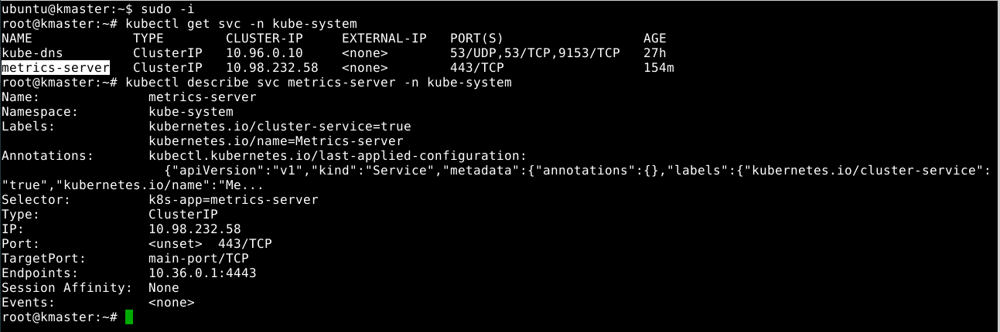 ubuntu@kmaster:~$ sudo -i
root@kmaster:~# kubectl get svc -n kube-system
NAME             TYPE        CLUSTER-IP     EXTERNAL-IP   PORT(S)                  AGE
kube-dns         ClusterIP   10.96.0.10     <none>        53/UDP,53/TCP,9153/TCP   27h
metrics-server   ClusterIP   10.98.232.58   <none>        443/TCP                  154m
root@kmaster:~# kubectl describe svc metrics-server -n kube-system
Name:              metrics-server
Namespace:         kube-system
Labels:            kubernetes.io/cluster-service=true
                   kubernetes.io/name=Metrics-server
Annotations:       kubectl.kubernetes.io/last-applied-configuration:
                     {"apiVersion":"v1","kind":"Service","metadata":{"annotations":{},"labels":{"kubernetes.io/cluster-service":
"true","kubernetes.io/name":"Me...
Selector:          k8s-app=metrics-server
Type:              ClusterIP
IP:                10.98.232.58
Port:              <unset>  443/TCP
TargetPort:        main-port/TCP
Endpoints:         10.36.0.1:4443
Session Affinity:  None
Events:            <none>
root@kmaster:~#